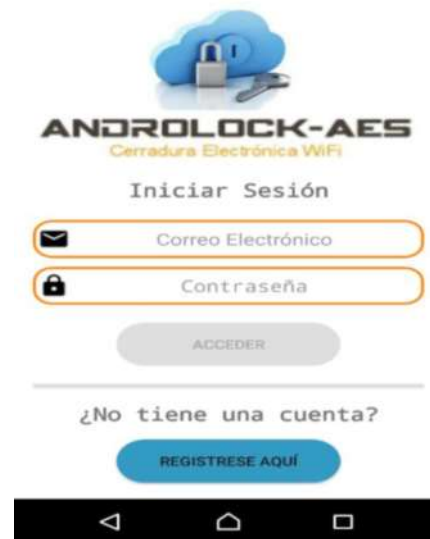 ANDROLOCK-AES
Cerradura Electrónica WiFi
Iniciar Sesión
Correo Electrónico
Contraseña
ACCEDER
¿No tiene una cuenta?
REGISTRESE AQUÍ